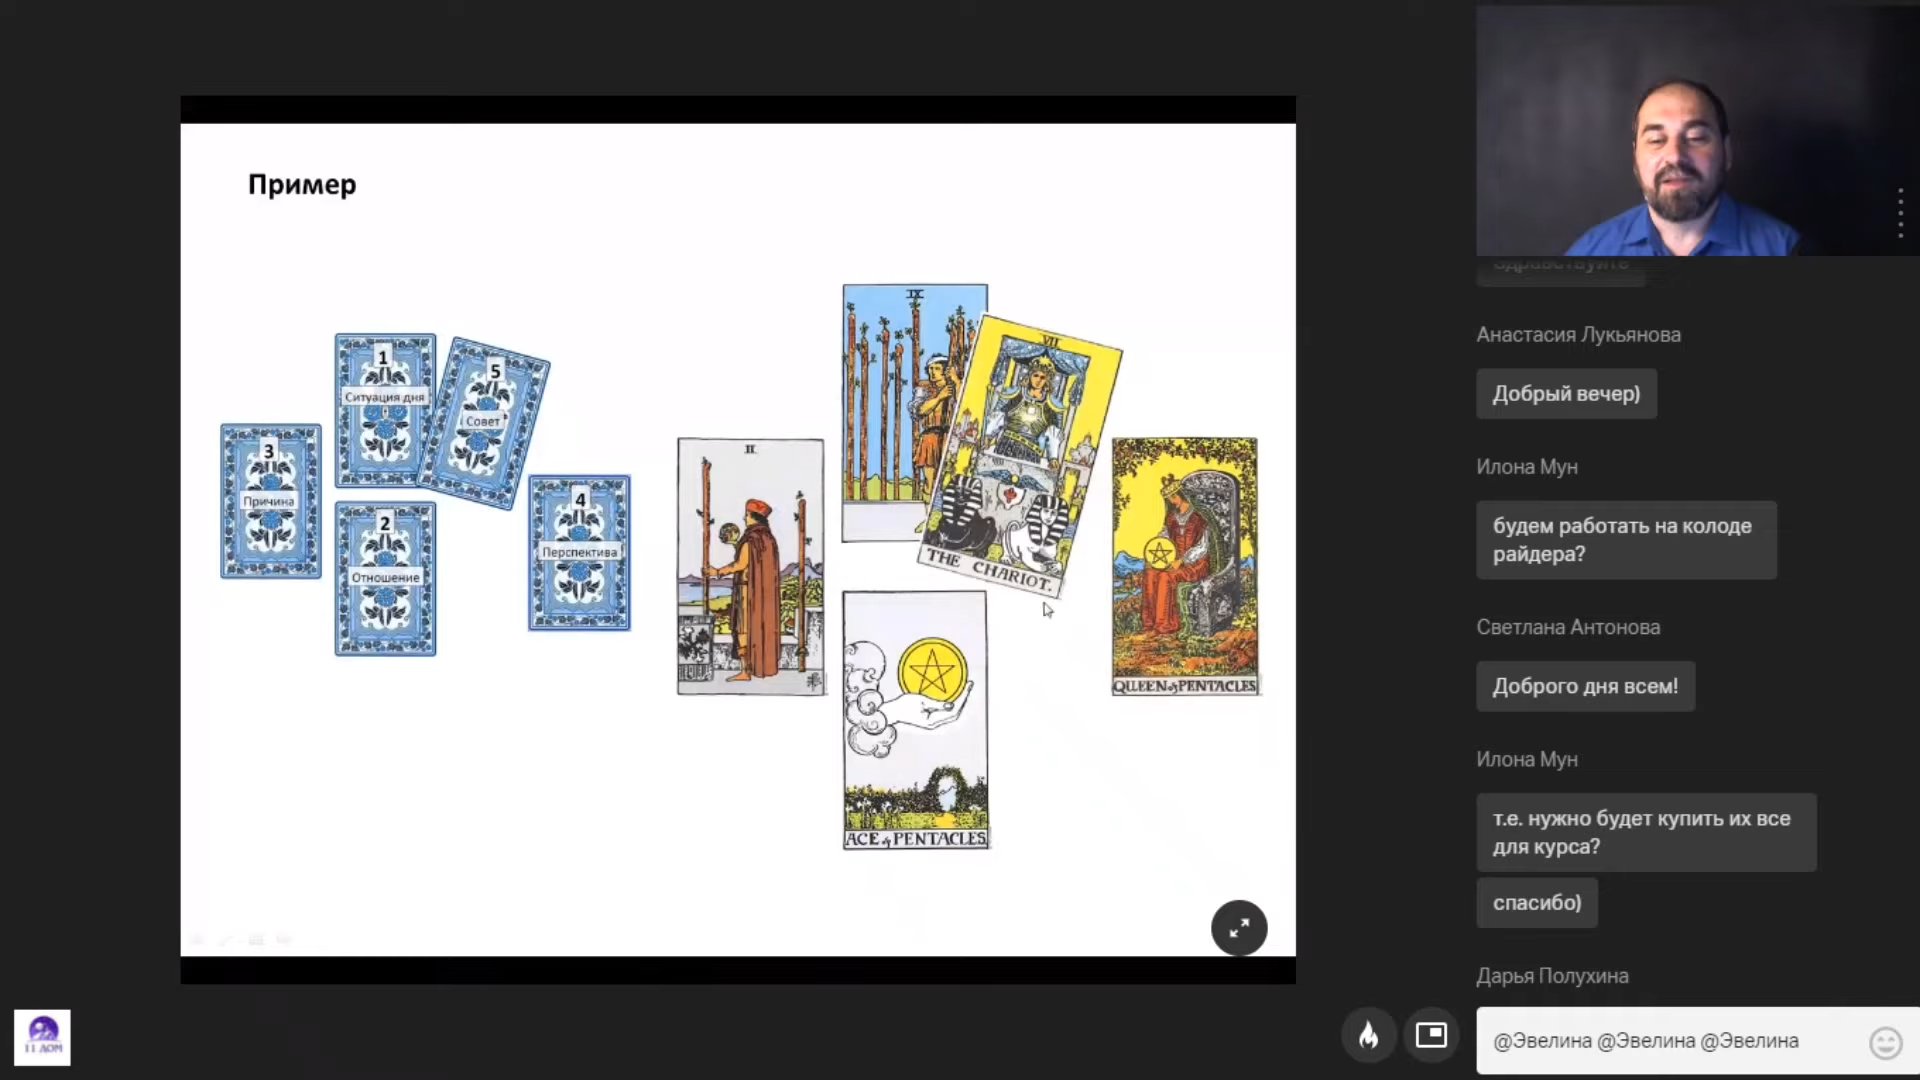 Пример
1
Ситуация дня
5
Совет
3
Причина
2
Отношение
4
Перспектива
IX
VII
THE CHARIOT.
II
QUEEN of PENTACLES
ACE of PENTACLES
Здравствуйте
Анастасия Лукьянова
Добрый вечер)
Илона Мун
будем работать на колоде
райдера?
Светлана Антонова
Доброго дня всем!
Илона Мун
т.е. нужно будет купить их все
для курса?
спасибо)
Дарья Полухина
@Эвелина @Эвелина @Эвелина
11 ДОМ